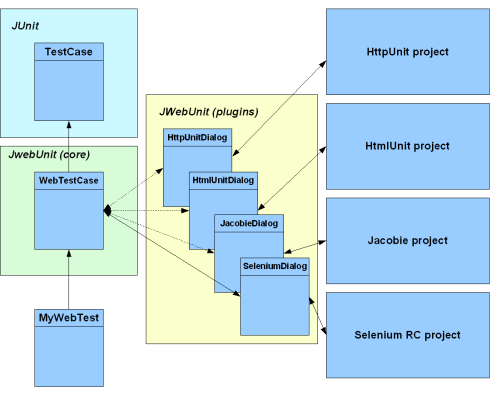 JUnit
TestCase
JwebUnit (core)
WebTestCase
MyWebTest
JWebUnit (plugins)
HttpUnitDialog
HtmlUnitDialog
JacobieDialog
SeleniumDialog
HttpUnit project
HtmlUnit project
Jacobie project
Selenium RC project